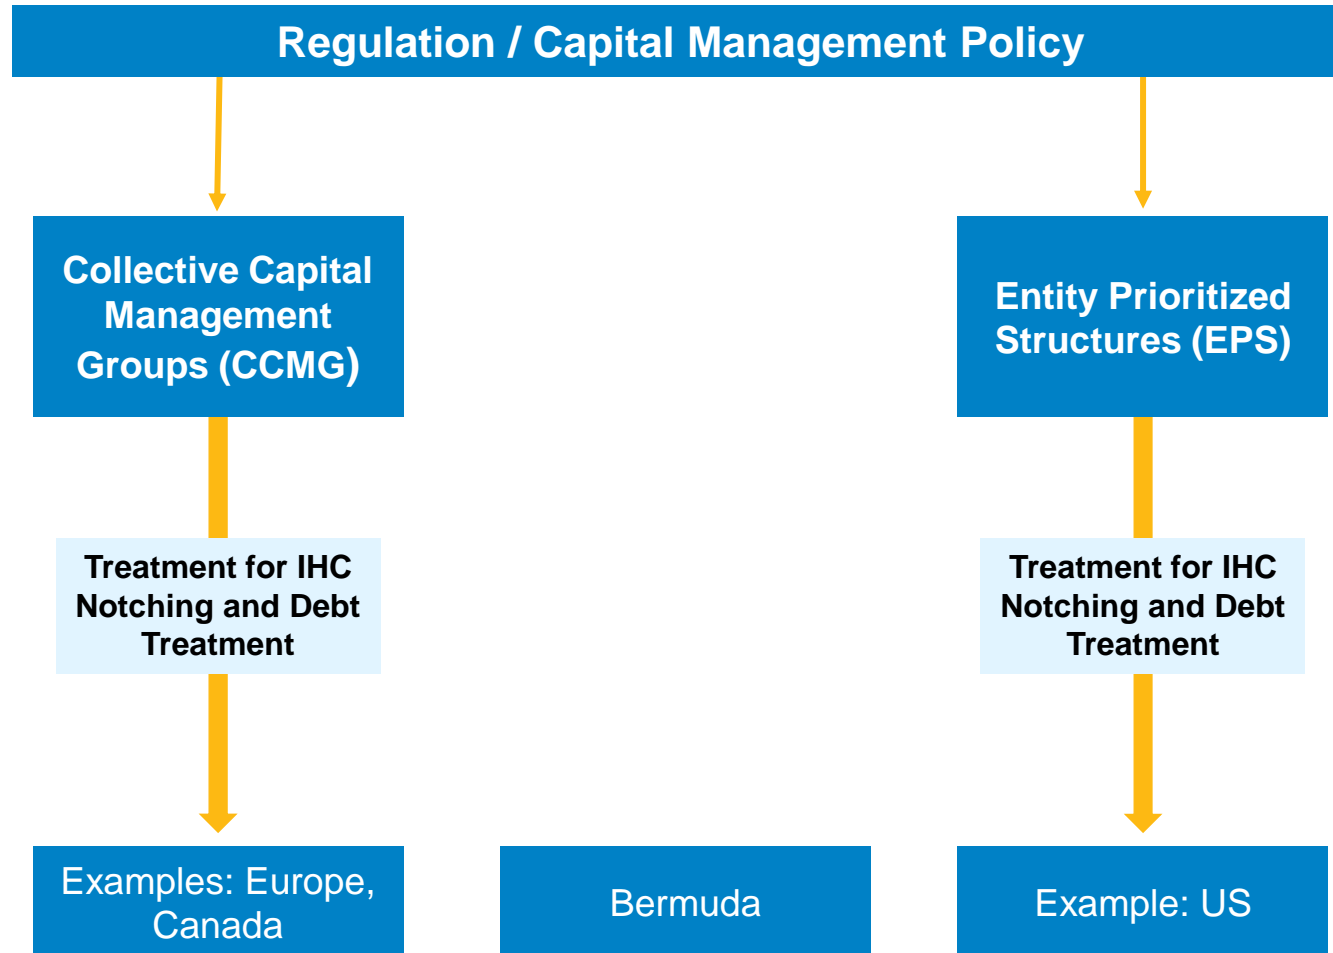 Regulation / Capital Management Policy
Collective Capital
Management
Groups (CCMG)
Entity Prioritized
Structures (EPS)
Treatment for IHC
Notching and Debt
Treatment
Treatment for IHC
Notching and Debt
Treatment
Examples: Europe,
Canada
Bermuda
Example: US